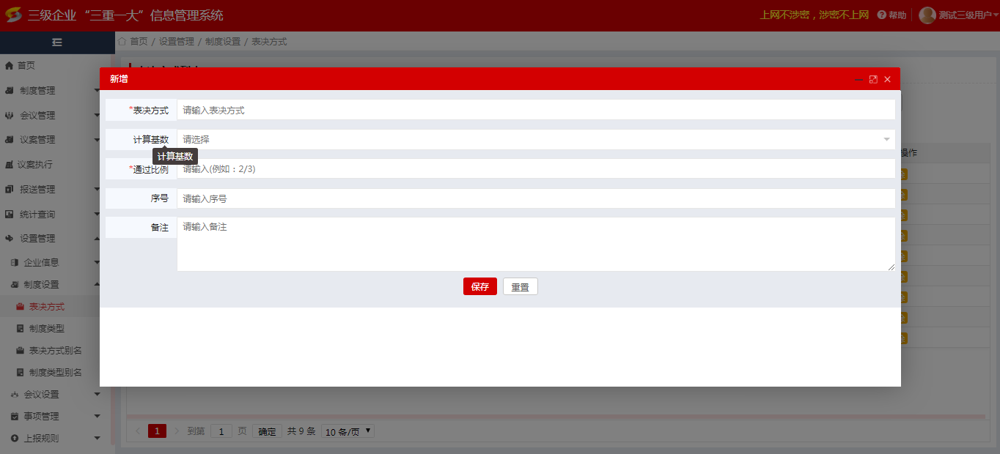 三级企业 “三重一大” 信息管理系统
上网不涉密，涉密不上网
帮助
测试三级用户
首页 / 设置管理 / 制度设置 / 表决方式
首页
制度管理
会议管理
议案管理
议案执行
报送管理
统计查询
设置管理
企业信息
制度设置
表决方式
制度类型
表决方式别名
制度类型别名
会议设置
事项管理
上报规则
新增
*表决方式
请输入表决方式
计算基数
请选择
计算基数
*通过比例
请输入(例如：2/3)
序号
请输入序号
备注
请输入备注
保存
重置
操作
1
到第
1
页
确定
共 9 条
10 条/页